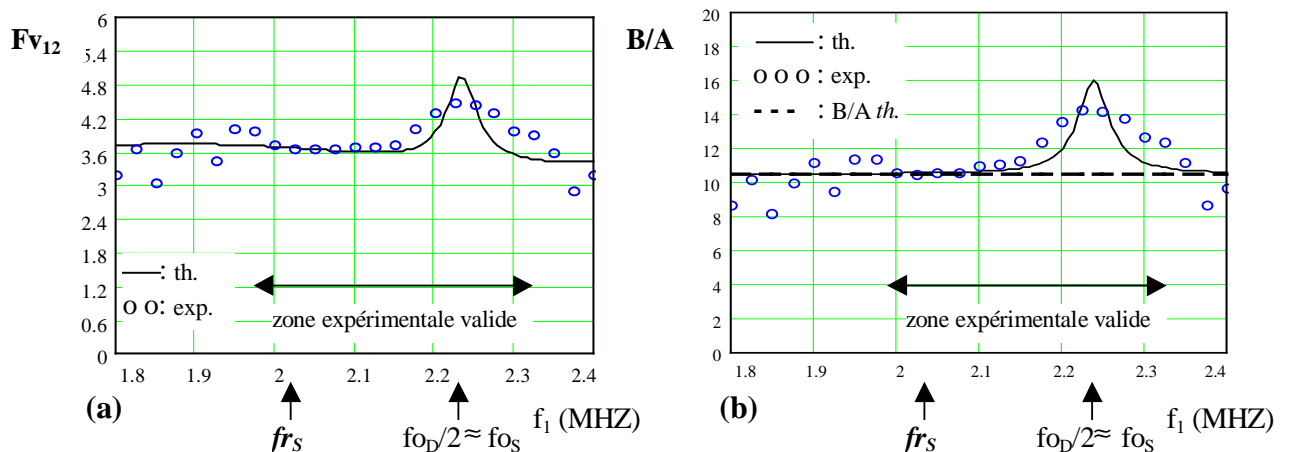 Fv12
6
5.4
4.8
4.2
3.6
3
2.4
1.8
1.2
0.6
0
: th.
o o: exp.
zone expérimentale valide
1.8 1.9 2 2.1 2.2 2.3 2.4
(a)
frS
foD/2 ≈ foS
f1 (MHZ)
B/A
20
18
16
14
12
10
8
6
4
2
0
: th.
o o o : exp.
: B/A th.
zone expérimentale valide
1.8 1.9 2 2.1 2.2 2.3 2.4
(b)
frS
foD/2 ≈ foS
f1 (MHZ)